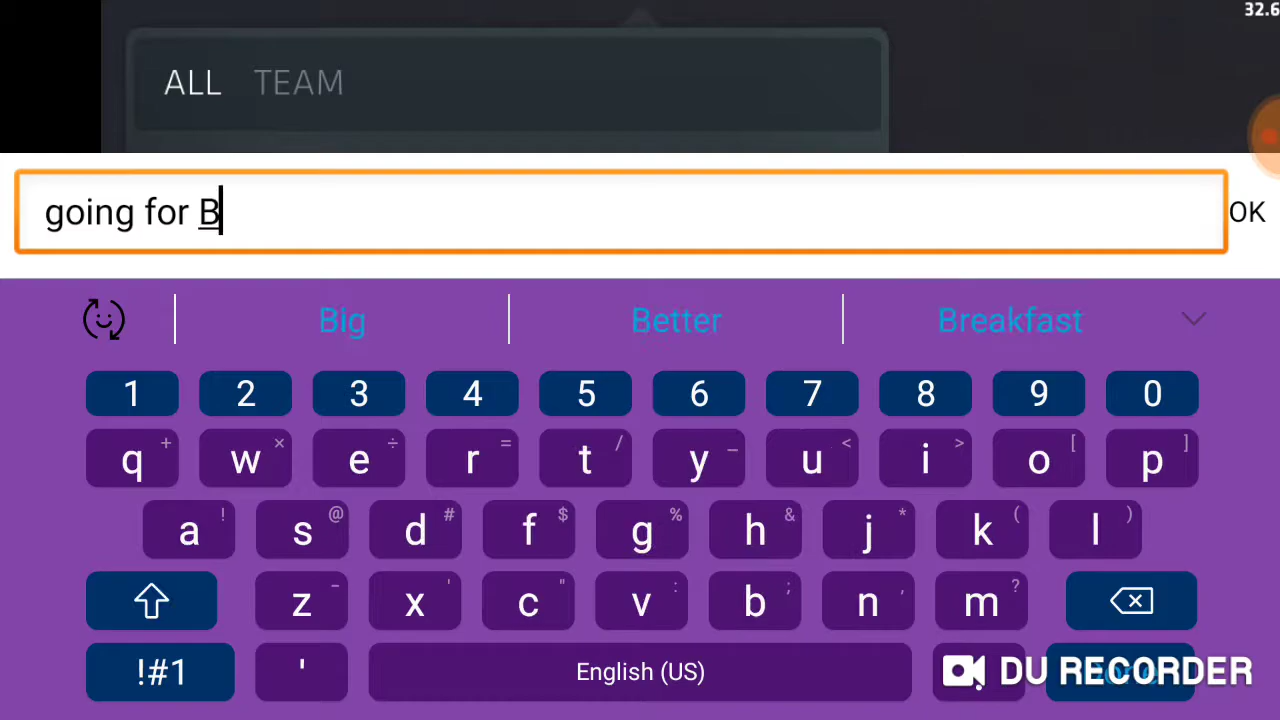 32.6
ALL TEAM
going for B
OK
Big Better Breakfast
1 2 3 4 5 6 7 8 9 0
q + w × e ÷ r = t / y _ u < i > o [ p ]
a ! s @ d # f $ g % h & j * k ( l )
z - x ' c " v : b ; n , m ?
!#1 ' English (US) DU RECORDER